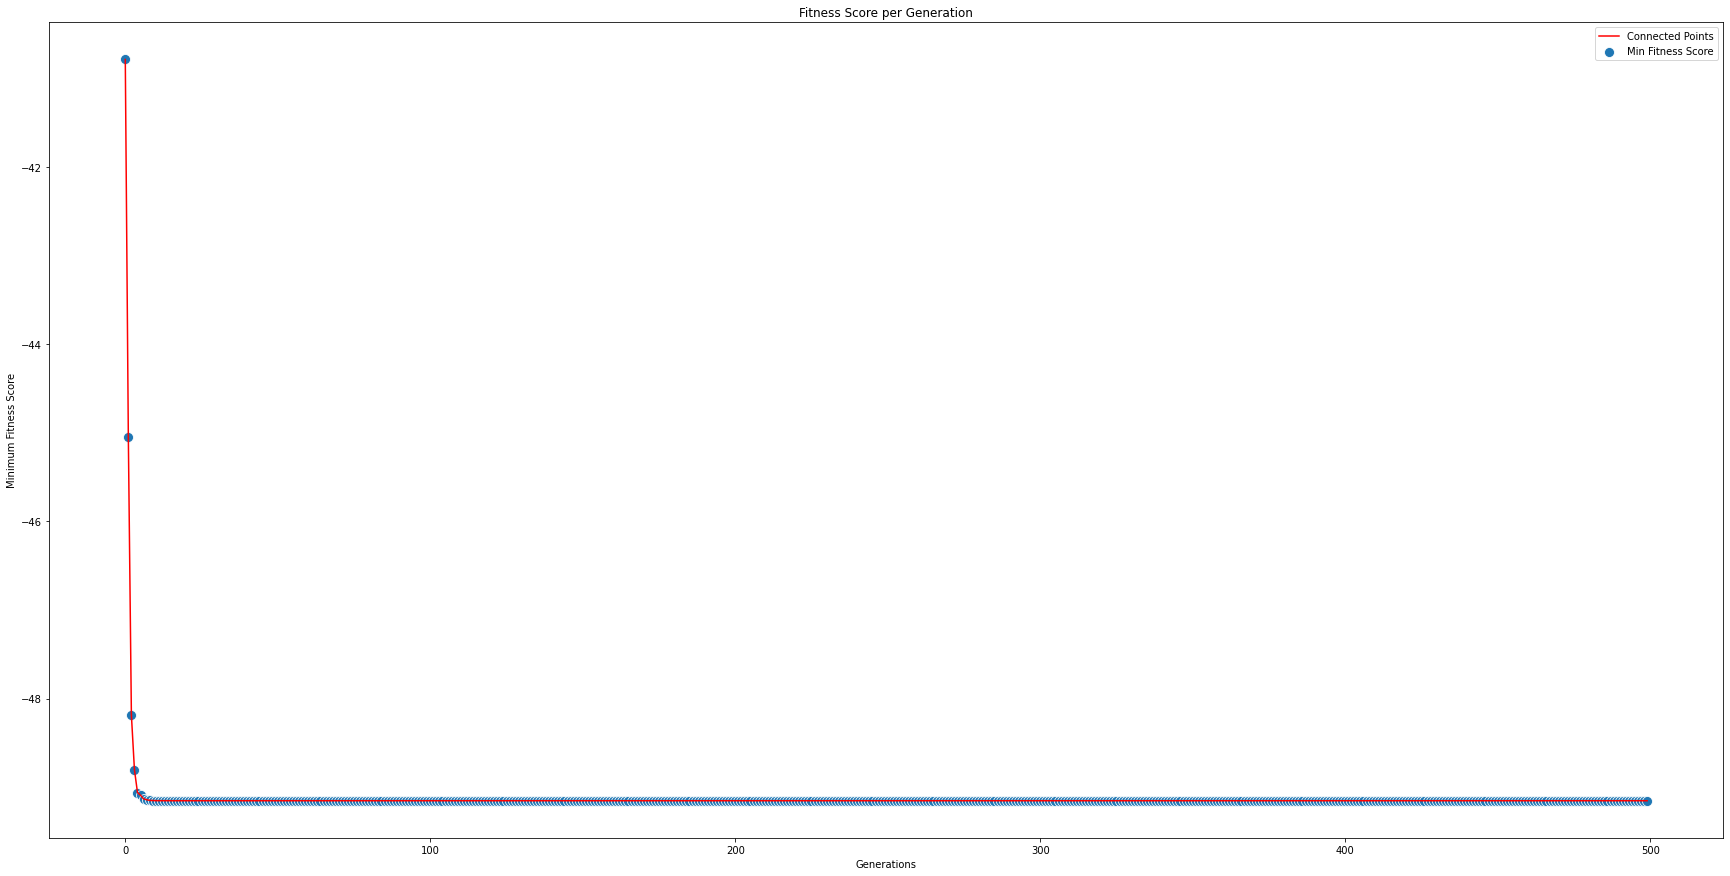 Fitness Score per Generation
Connected Points
Min Fitness Score
−42
−44
−46
−48
Minimum Fitness Score
0
100
200
300
400
500
Generations